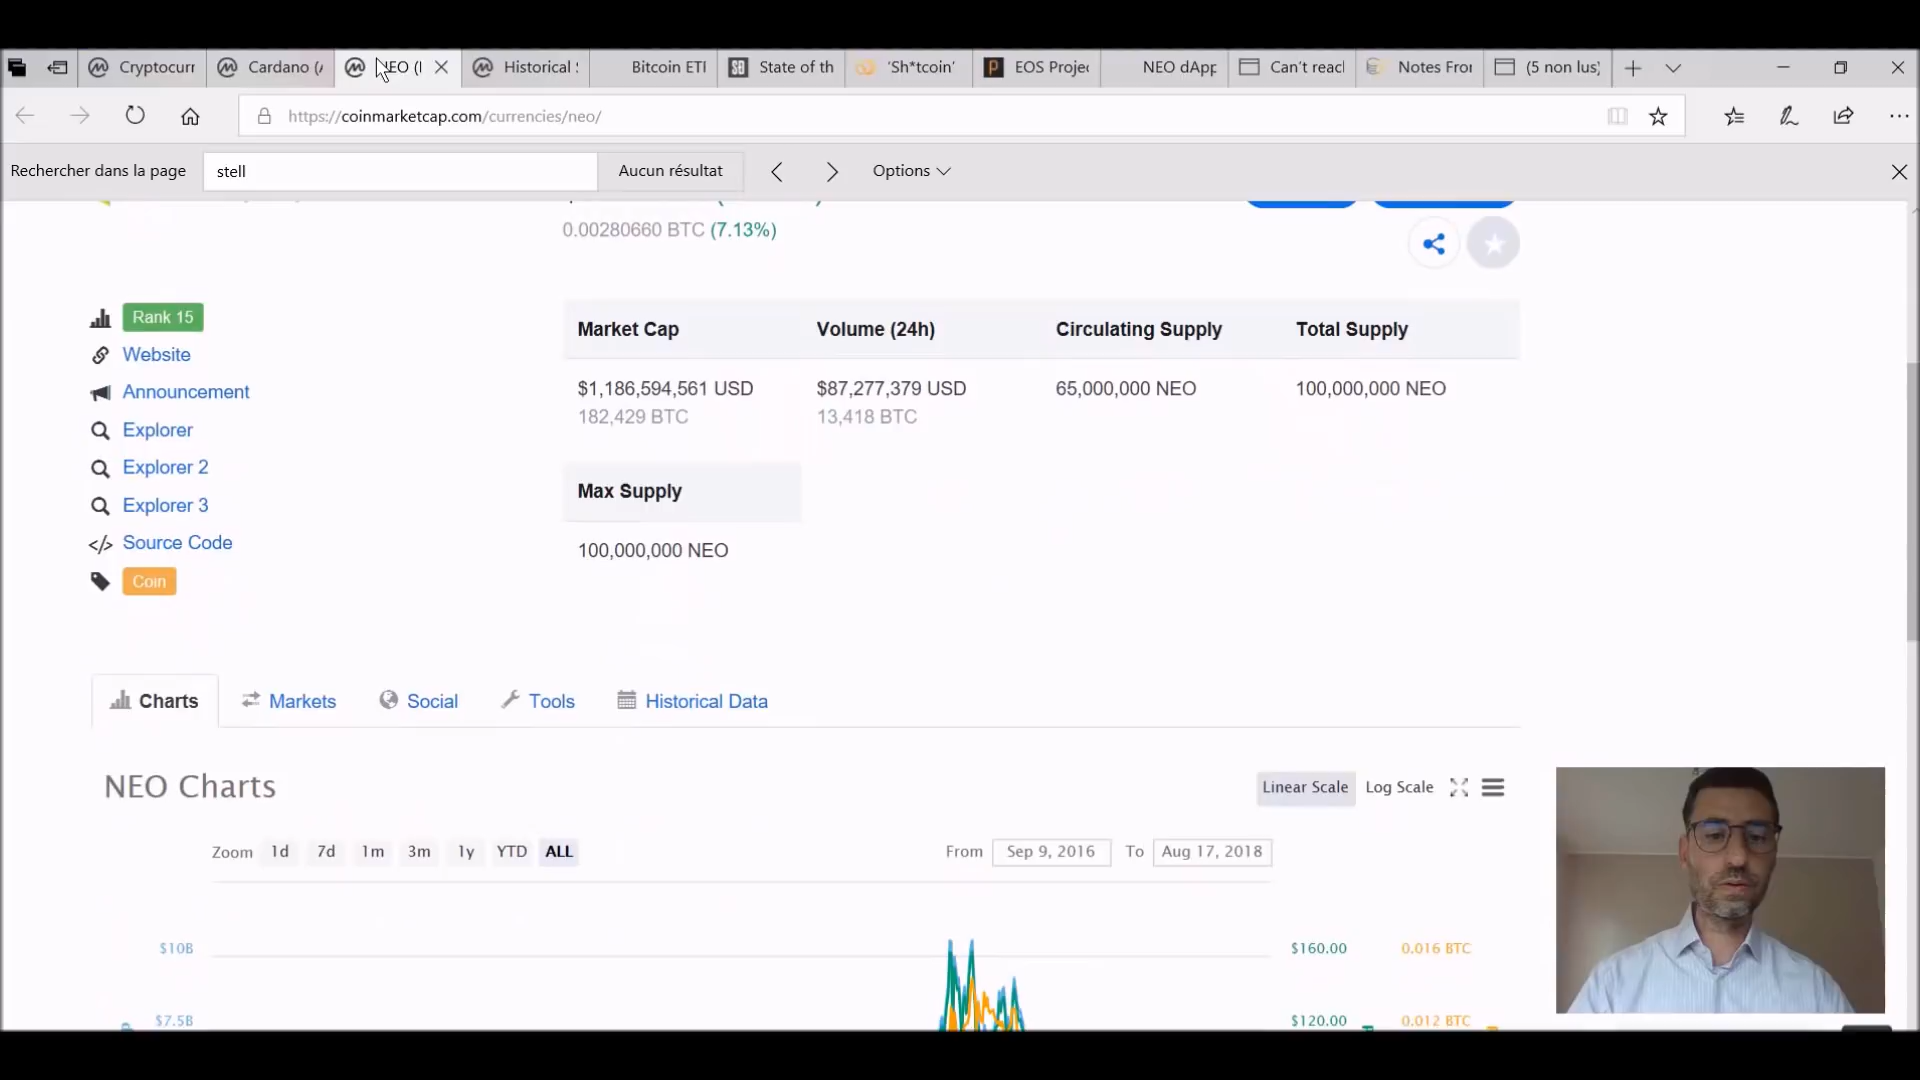 Cryptocurr
Cardano (
EO (
Historical
Bitcoin ETI
State of th
'Sh*tcoin'
EOS Projec
NEO dApp
Can't reacl
Notes Fror
(5 non lus)
https://coinmarketcap.com/currencies/neo/
Rechercher dans la page
stell
Aucun résultat
Options
0.00280660 BTC (7.13%)
Rank 15
Website
Announcement
Explorer
Explorer 2
Explorer 3
Source Code
Coin
Market Cap
Volume (24h)
Circulating Supply
Total Supply
$1,186,594,561 USD
$87,277,379 USD
65,000,000 NEO
100,000,000 NEO
182,429 BTC
13,418 BTC
Max Supply
100,000,000 NEO
Charts
Markets
Social
Tools
Historical Data
NEO Charts
Linear Scale
Log Scale
Zoom
1d
7d
1m
3m
1y
YTD
ALL
From
Sep 9, 2016
To
Aug 17, 2018
$10B
$160.00
0.016 BTC
$7.5B
$120.00
0.012 BTC